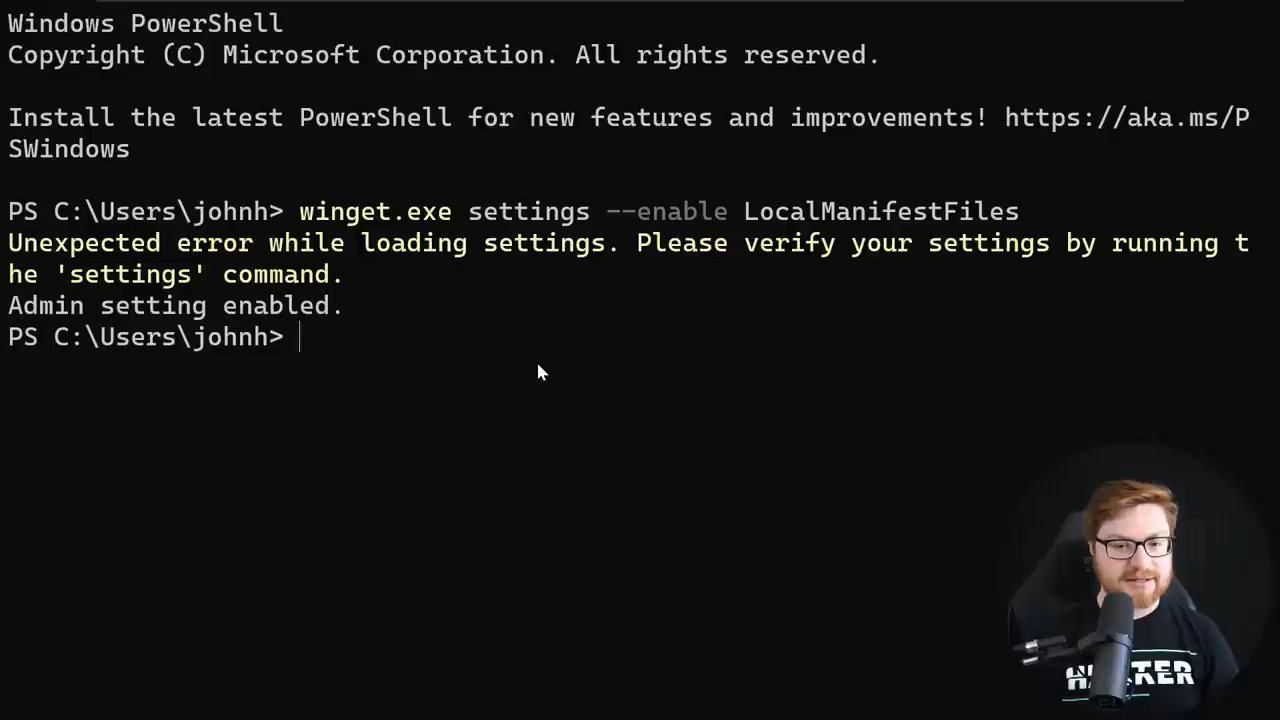 Windows PowerShell
Copyright (C) Microsoft Corporation. All rights reserved.
Install the latest PowerShell for new features and improvements! https://aka.ms/P
SWindows
PS C:\Users\johnh> winget.exe settings --enable LocalManifestFiles
Unexpected error while loading settings. Please verify your settings by running t
he 'settings' command.
Admin setting enabled.
PS C:\Users\johnh>